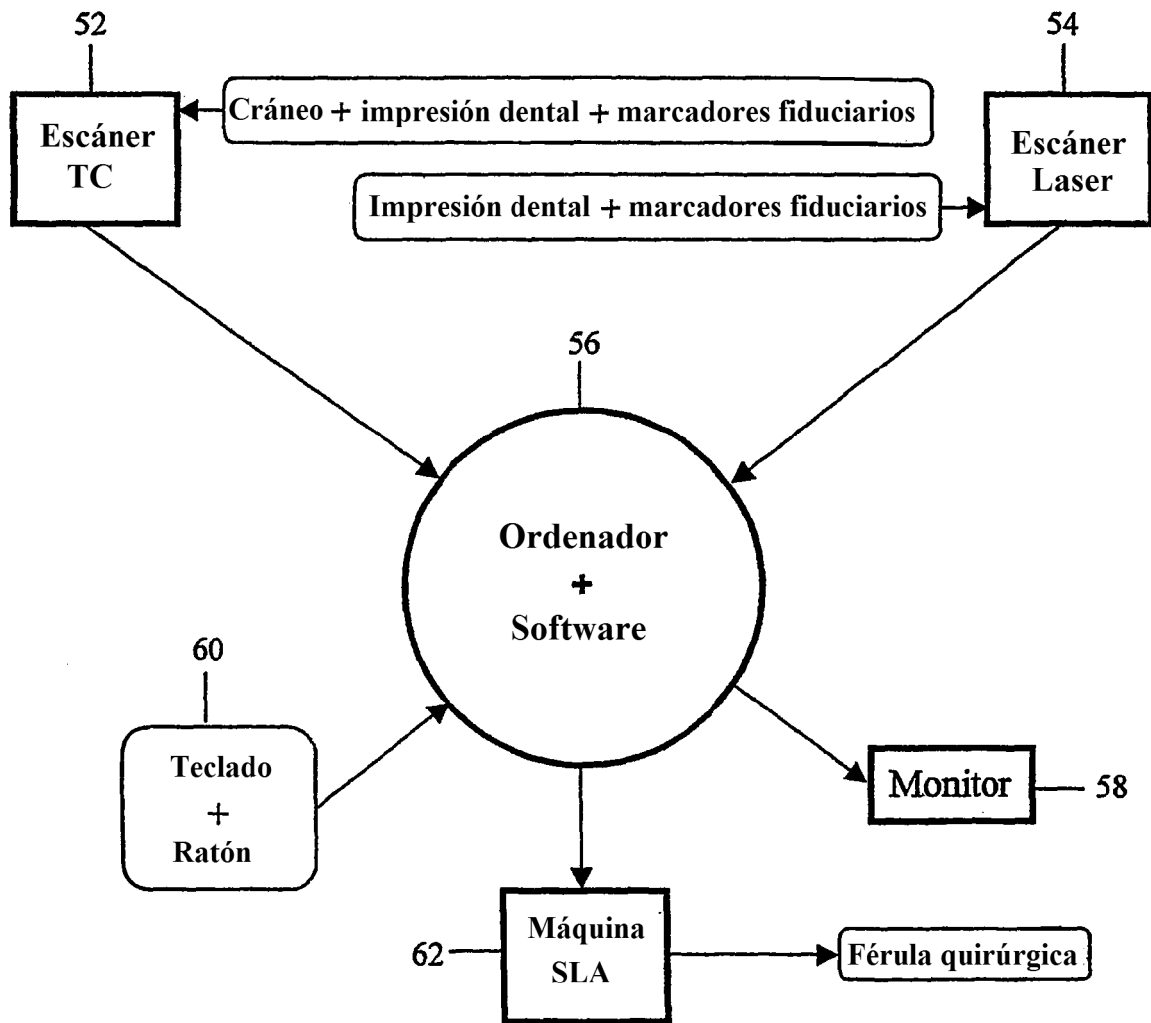 52
54
Cráneo + impresión dental + marcadores fiduciarios
Escáner
TC
Escáner
Laser
Impresión dental + marcadores fiduciarios
56
Ordenador
+
Software
60
Teclado
+
Ratón
Monitor
58
62
Máquina
SLA
Férula quirúrgica